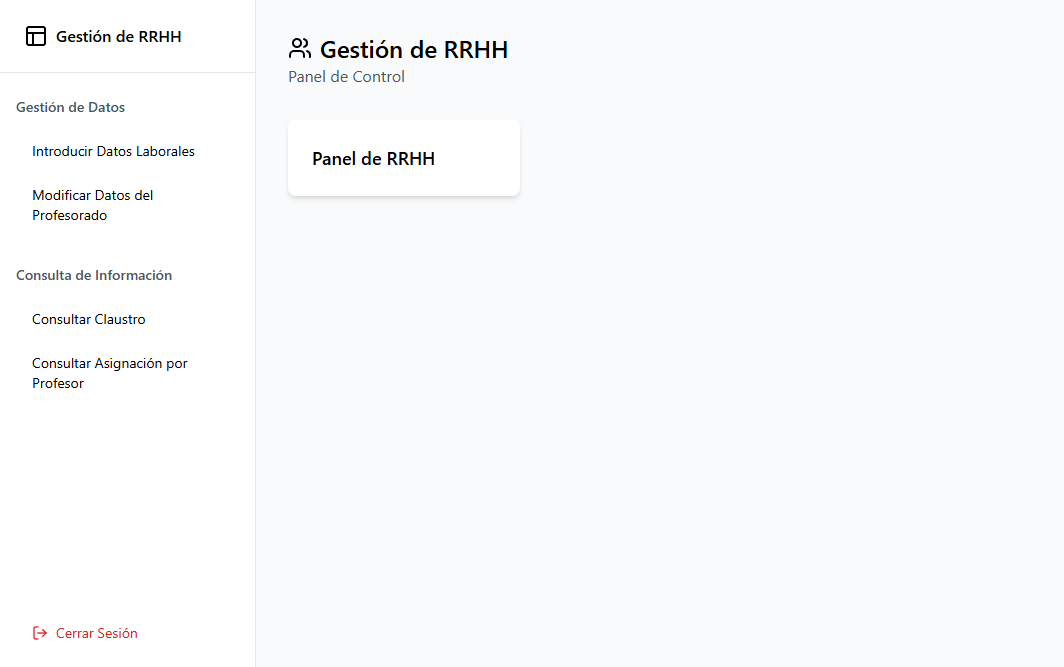 Gestión de RRHH
Gestión de Datos
Introducir Datos Laborales
Modificar Datos del
Profesorado
Consulta de Información
Consultar Claustro
Consultar Asignación por
Profesor
Cerrar Sesión
Gestión de RRHH
Panel de Control
Panel de RRHH